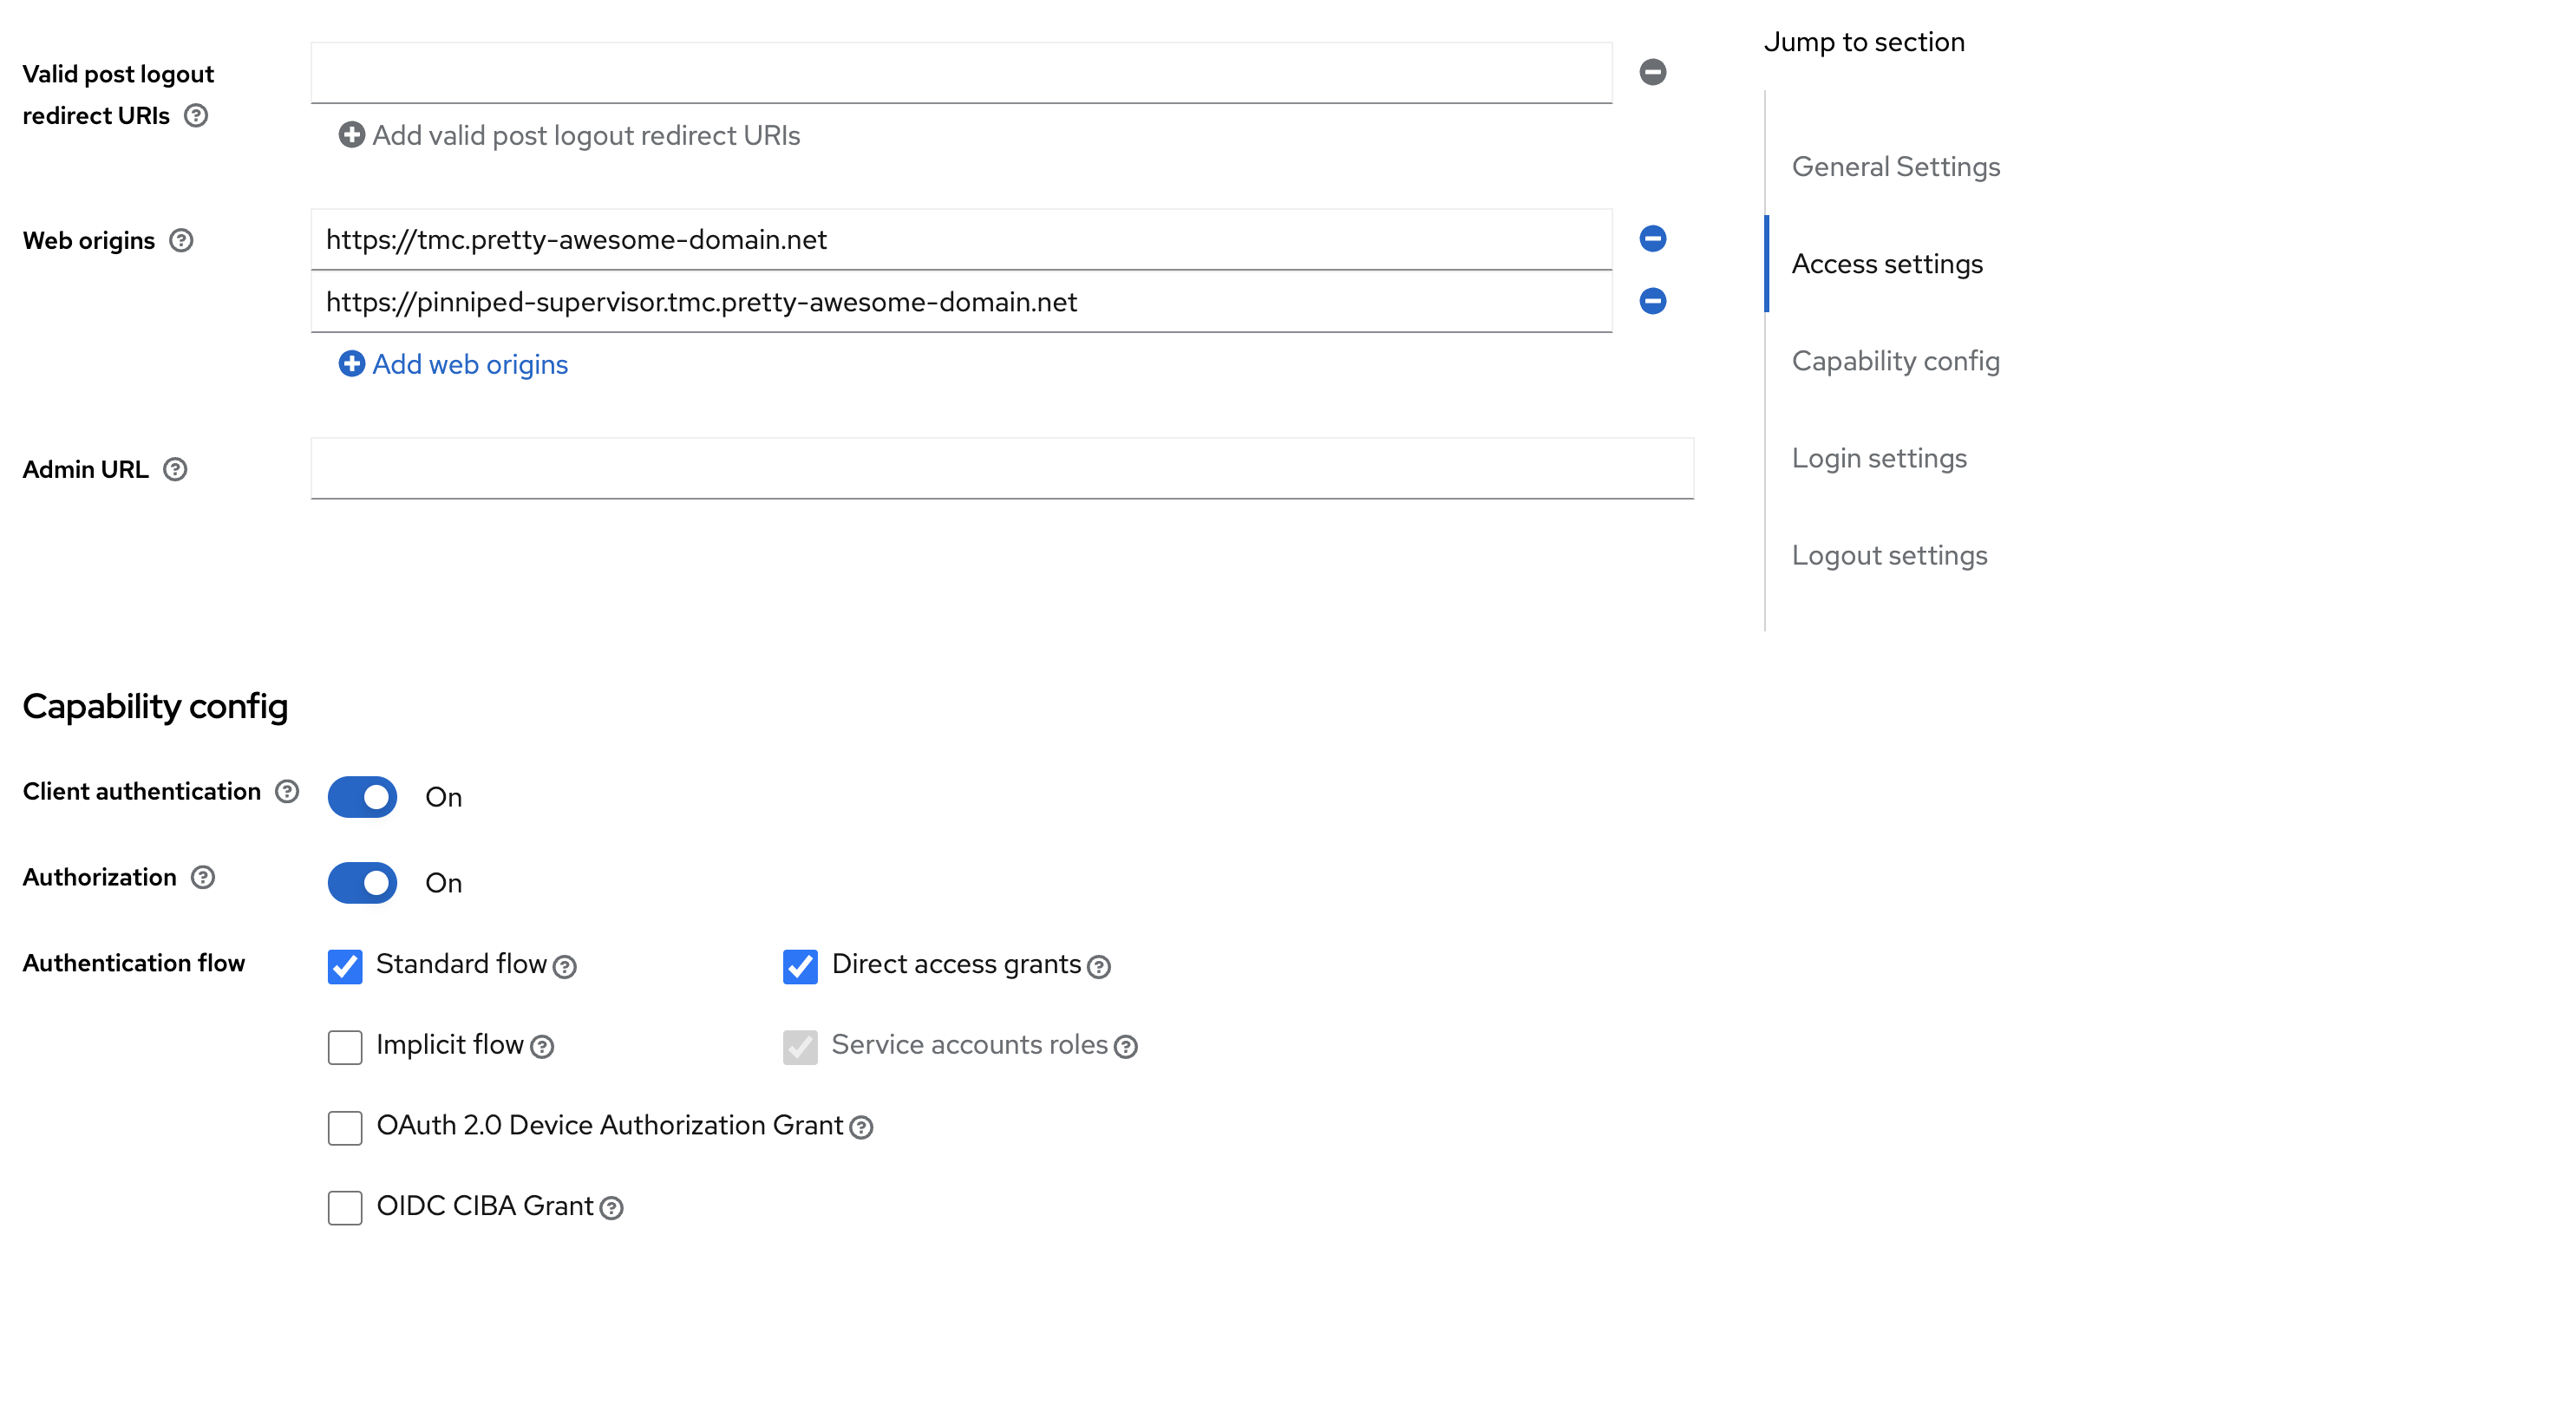 Valid post logout
redirect URIs
Add valid post logout redirect URIs
Web origins
https://tmc.pretty-awesome-domain.net
https://pinniped-supervisor.tmc.pretty-awesome-domain.net
Add web origins
Admin URL
Jump to section
General Settings
Access settings
Capability config
Login settings
Logout settings
Capability config
Client authentication
On
Authorization
On
Authentication flow
Standard flow
Direct access grants
Implicit flow
Service accounts roles
OAuth 2.0 Device Authorization Grant
OIDC CIBA Grant